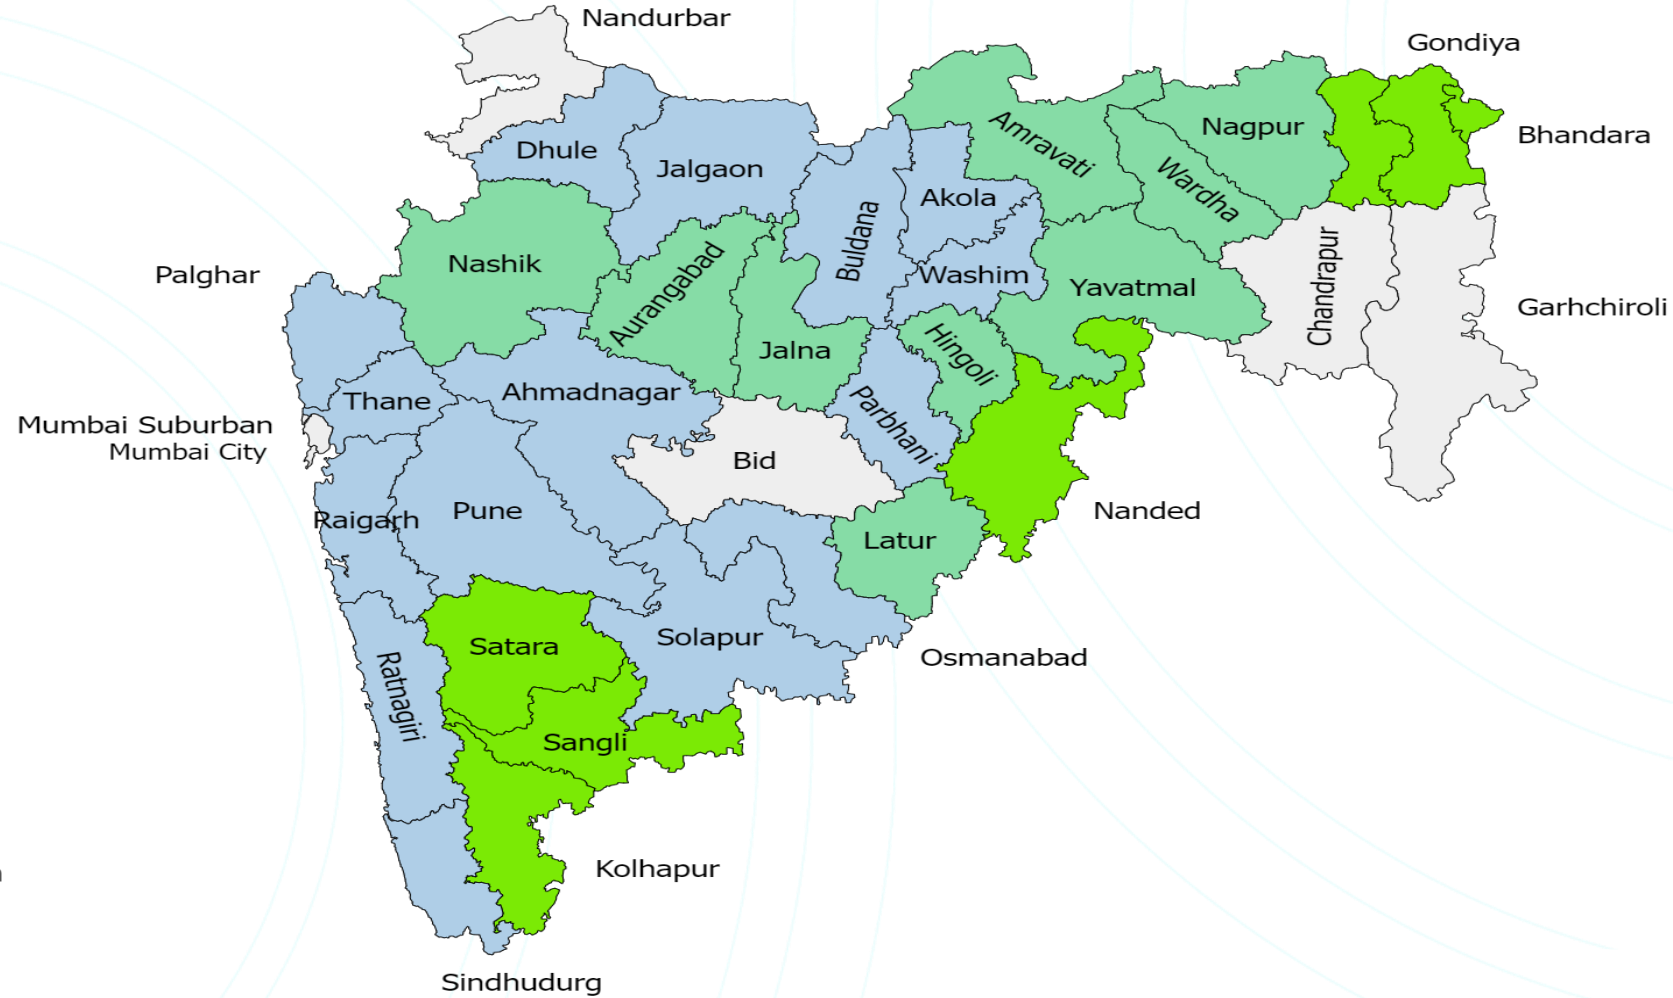 Nandurbar
Gondiya
Dhule
Jalgaon
Amravati
Nagpur
Bhandara
Wardha
Akola
Buldana
Nashik
Aurangabad
Palghar
Washim
Yavatmal
Chandrapur
Garhchiroli
Jalna
Hingoli
Thane
Ahmadnagar
Parbhani
Mumbai Suburban
Mumbai City
Bid
Raigarh
Pune
Nanded
Latur
Satara
Solapur
Osmanabad
Ratnagiri
Sangli
Kolhapur
Sindhudurg